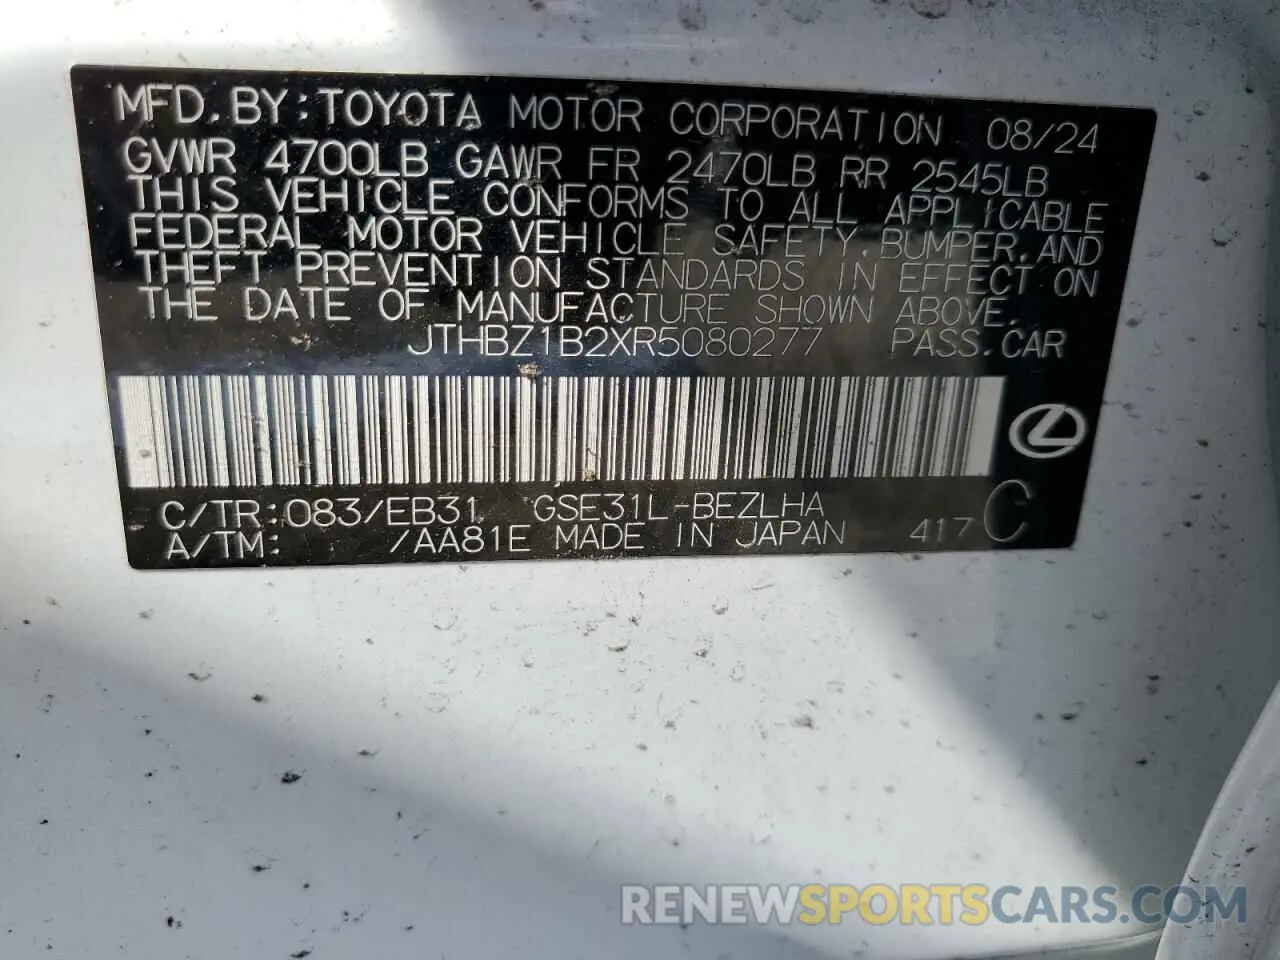 MFD. BY: TOYOTA MOTOR CORPORATION 08/24
GVWR 4700LB GAWR FR 2470LB RR 2545LB
THIS VEHICLE CONFORMS TO ALL APPLICABLE
FEDERAL MOTOR VEHICLE SAFETY, BUMPER, AND
THEFT PREVENTION STANDARDS IN EFFECT ON
THE DATE OF MANUFACTURE SHOWN ABOVE.
JTHBZ1B2XR5080277 PASS. CAR
C/TR: 083/EB31 GSE31L-BEZLHA
A/TM: /AA81E MADE IN JAPAN 417 C
RENEWSPORTSCARS.COM